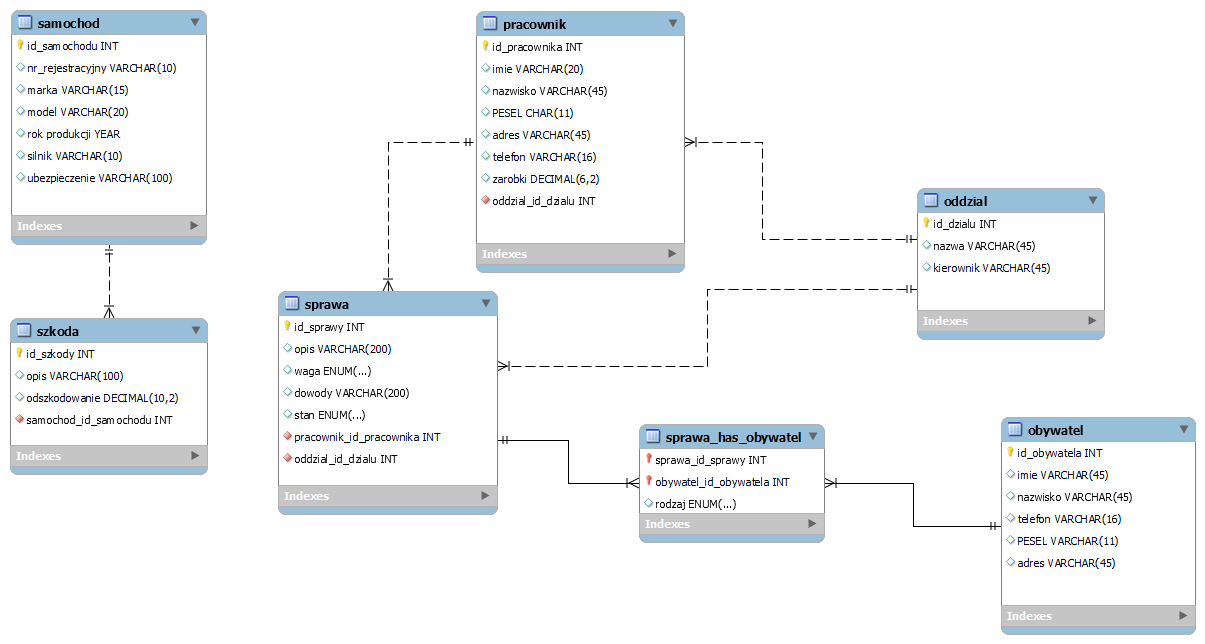 samochod
id_samochodu INT
nr_rejestracyjny VARCHAR(10)
marka VARCHAR(15)
model VARCHAR(20)
rok produkcji YEAR
silnik VARCHAR(10)
ubezpieczenie VARCHAR(100)
Indexes
szkoda
id_szkody INT
opis VARCHAR(100)
odszkodowanie DECIMAL(10,2)
samochod_id_samochodu INT
Indexes
pracownik
id_pracownika INT
imie VARCHAR(20)
nazwisko VARCHAR(45)
PESEL CHAR(11)
adres VARCHAR(45)
telefon VARCHAR(16)
zarobki DECIMAL(6,2)
oddzial_id_dzialu INT
Indexes
sprawa
id_sprawy INT
opis VARCHAR(200)
waga ENUM(...)
dowody VARCHAR(200)
stan ENUM(...)
pracownik_id_pracownika INT
oddzial_id_dzialu INT
Indexes
oddzial
id_dzialu INT
nazwa VARCHAR(45)
kierownik VARCHAR(45)
Indexes
sprawa_has_obywatel
sprawa_id_sprawy INT
obywatel_id_obywatela INT
rodzaj ENUM(...)
Indexes
obywatel
id_obywatela INT
imie VARCHAR(45)
nazwisko VARCHAR(45)
telefon VARCHAR(16)
PESEL VARCHAR(11)
adres VARCHAR(45)
Indexes